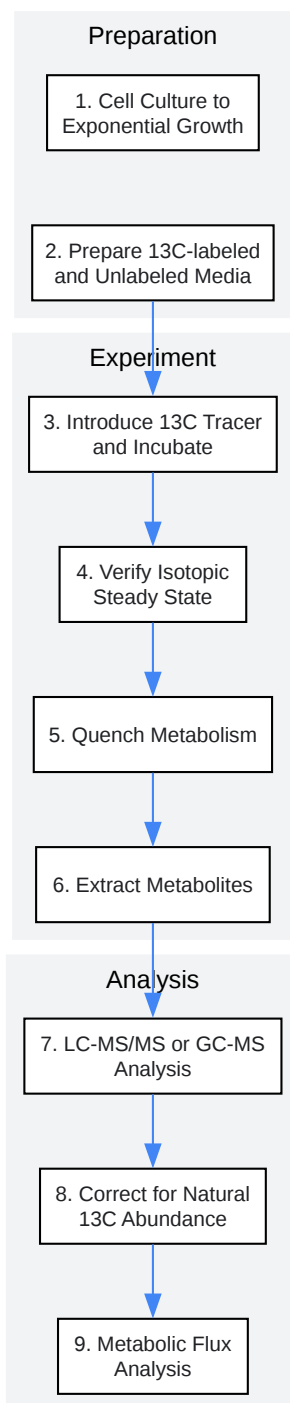 Preparation
1. Cell Culture to
Exponential Growth
2. Prepare 13C-labeled
and Unlabeled Media
Experiment
3. Introduce 13C Tracer
and Incubate
4. Verify Isotopic
Steady State
5. Quench Metabolism
6. Extract Metabolites
Analysis
7. LC-MS/MS or GC-MS
Analysis
8. Correct for Natural
13C Abundance
9. Metabolic Flux
Analysis